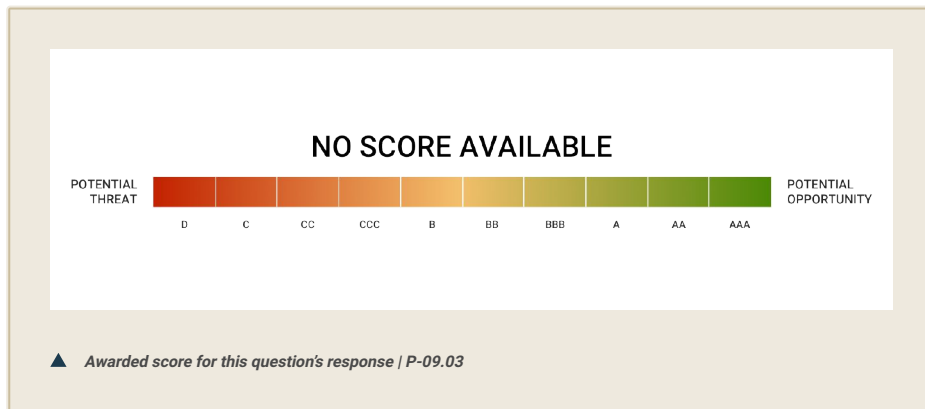 NO SCORE AVAILABLE
POTENTIAL
THREAT
POTENTIAL
OPPORTUNITY
D C CC CCC B BB BBB A AA AAA
Awarded score for this question's response | P-09.03